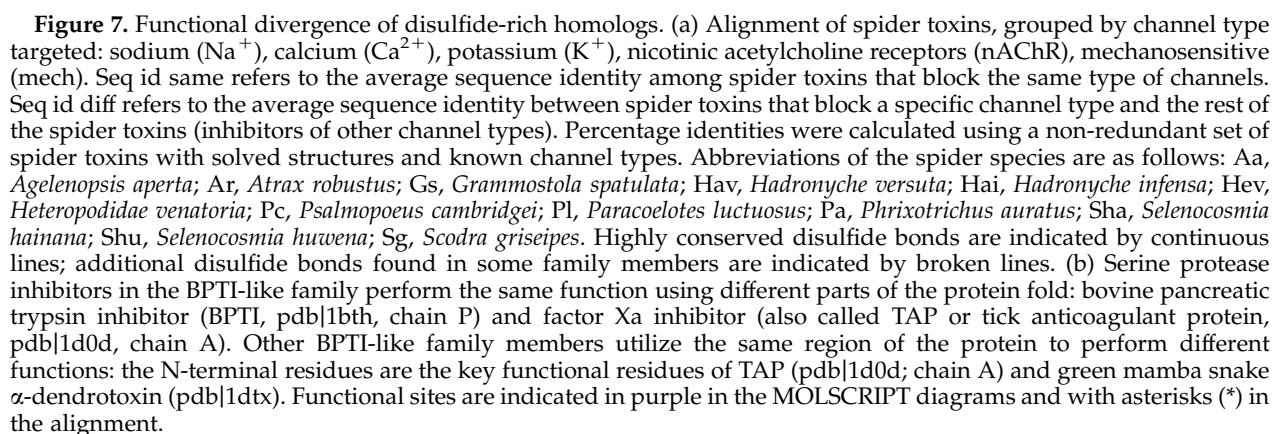 Figure 7. Functional divergence of disulfide-rich homologs. (a) Alignment of spider toxins, grouped by channel type
targeted: sodium (Na+), calcium (Ca2+), potassium (K+), nicotinic acetylcholine receptors (nAChR), mechanosensitive
(mech). Seq id same refers to the average sequence identity among spider toxins that block the same type of channels.
Seq id diff refers to the average sequence identity between spider toxins that block a specific channel type and the rest of
the spider toxins (inhibitors of other channel types). Percentage identities were calculated using a non-redundant set of
spider toxins with solved structures and known channel types. Abbreviations of the spider species are as follows: Aa,
Agelenopsis aperta; Ar, Atrax robustus; Gs, Grammostola spatulata; Hav, Hadronyche versuta; Hai, Hadronyche infensa; Hev,
Heteropodidae venatoria; Pc, Psalmopoeus cambridgei; Pl, Paracoelotes luctuosus; Pa, Phrixotrichus auratus; Sha, Selenocosmia
hainana; Shu, Selenocosmia huwena; Sg, Scodra griseipes. Highly conserved disulfide bonds are indicated by continuous
lines; additional disulfide bonds found in some family members are indicated by broken lines. (b) Serine protease
inhibitors in the BPTI-like family perform the same function using different parts of the protein fold: bovine pancreatic
trypsin inhibitor (BPTI, pdb|1bth, chain P) and factor Xa inhibitor (also called TAP or tick anticoagulant protein,
pdb|1d0d, chain A). Other BPTI-like family members utilize the same region of the protein to perform different
functions: the N-terminal residues are the key functional residues of TAP (pdb|1d0d; chain A) and green mamba snake
α-dendrotoxin (pdb|1dtx). Functional sites are indicated in purple in the MOLSCRIPT diagrams and with asterisks (*) in
the alignment.